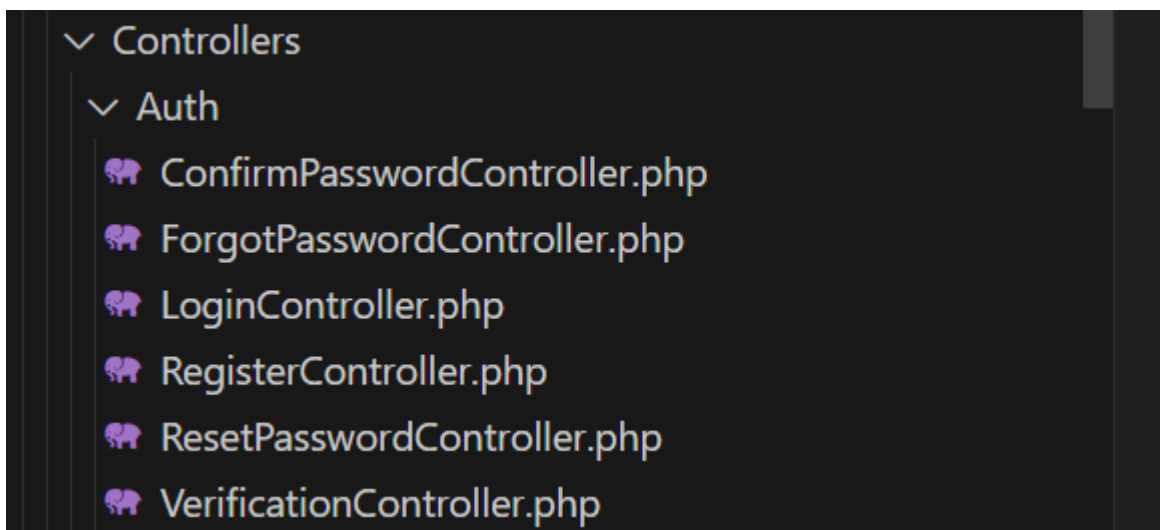 Controllers
Auth
ConfirmPasswordController.php
ForgotPasswordController.php
LoginController.php
RegisterController.php
ResetPasswordController.php
VerificationController.php